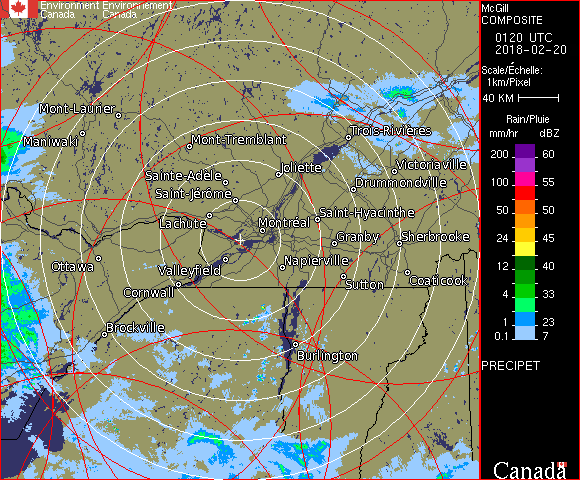 Environment Environnement
Canada Canada
McGill
COMPOSITE
0120 UTC
2018-02-20
Scale/Échelle:
1km/Pixel
40 KM
Rain/Pluie
mm/hr dBZ
200 60
100 55
50 50
24 45
12 40
4 33
1 23
0.1 7
PRECIPET
Canada
Mont-Laurier
Maniwaki
Mont-Tremblant
Trois-Rivières
Sainte-Adèle
Joliette
Victoriaville
Saint-Jérôme
Drummondville
Lachute
Montréal
Saint-Hyacinthe
Granby
Sherbrooke
Ottawa
Valleyfield
Napierville
Cornwall
Sutton
Coaticook
Brockville
Burlington